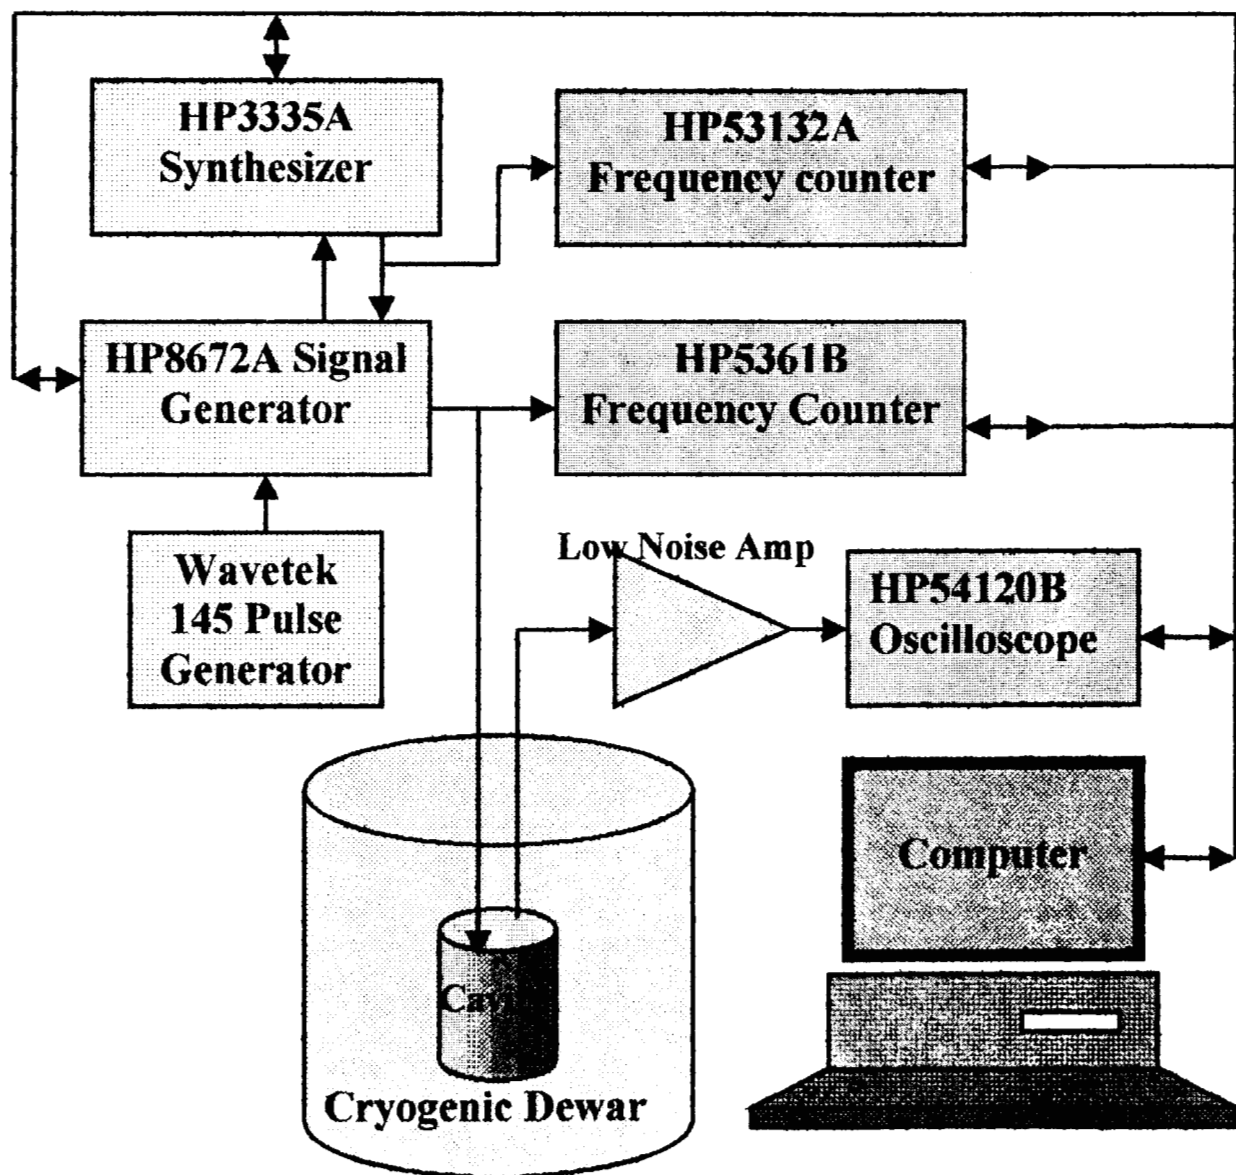 HP3335A
Synthesizer
HP53132A
Frequency counter
HP8672A Signal
Generator
HP5361B
Frequency Counter
Wavetek
145 Pulse
Generator
Low Noise Amp
HP54120B
Oscilloscope
Computer
Cryogenic Dewar